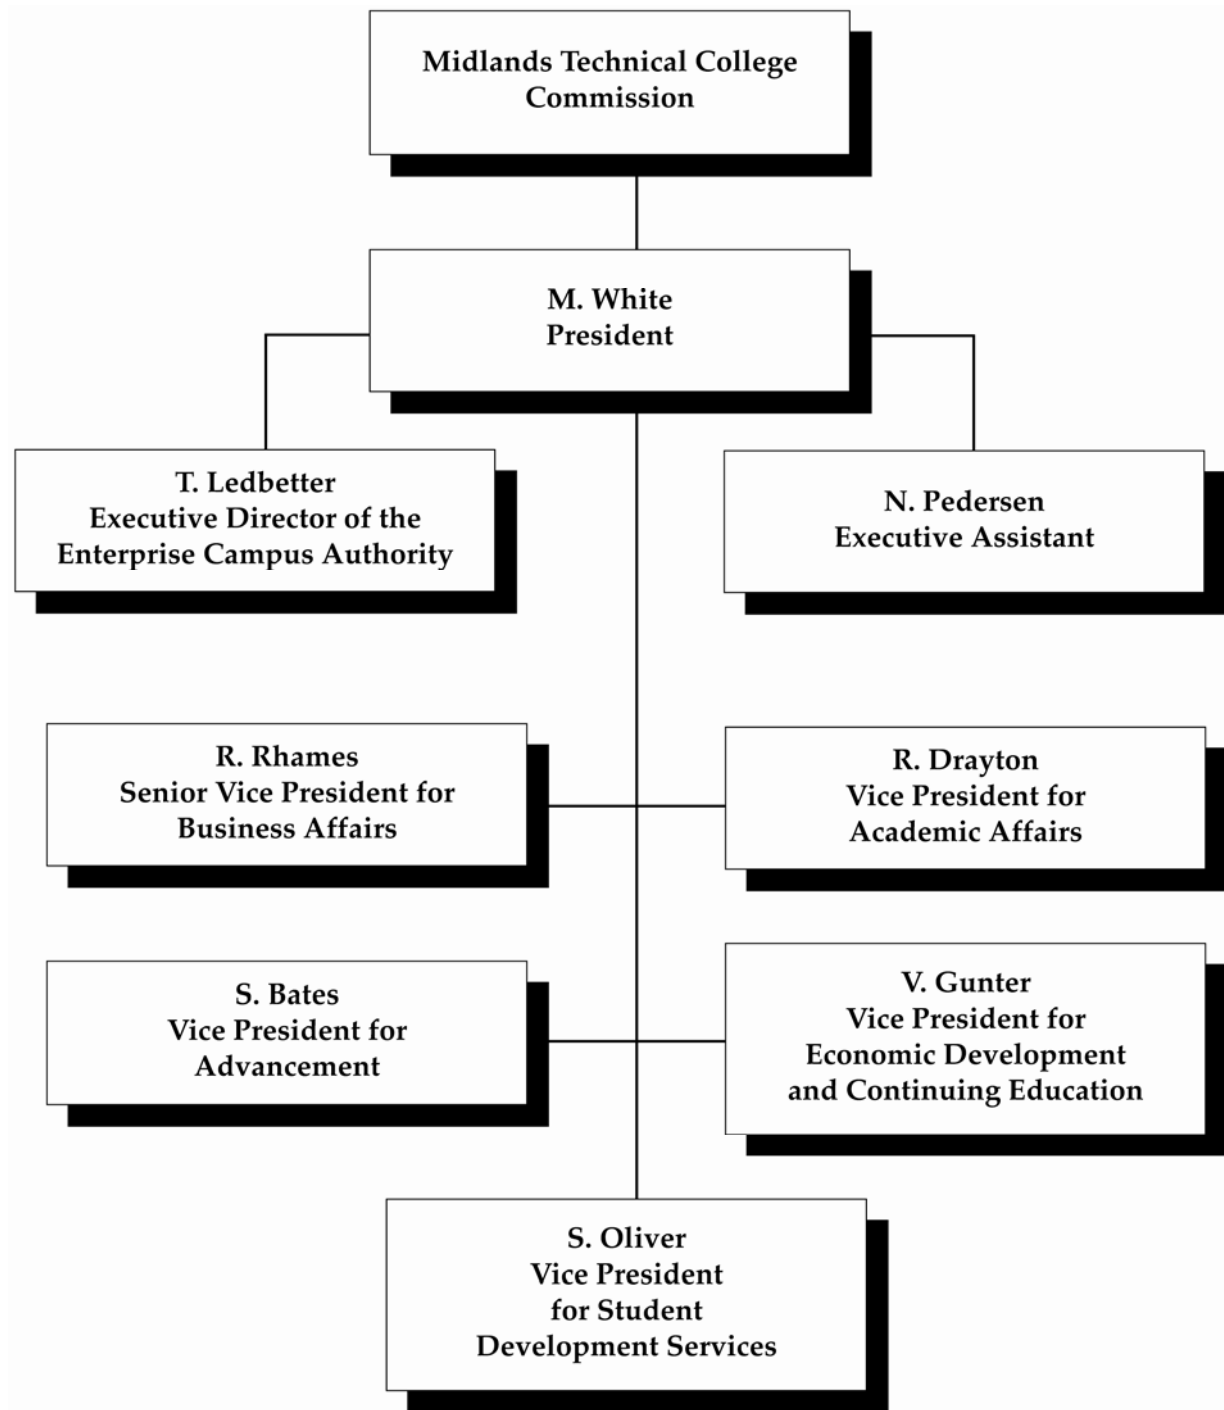 Midlands Technical College
Commission
M. White
President
T. Ledbetter
Executive Director of the
Enterprise Campus Authority
N. Pedersen
Executive Assistant
R. Rhames
Senior Vice President for
Business Affairs
R. Drayton
Vice President for
Academic Affairs
S. Bates
Vice President for
Advancement
V. Gunter
Vice President for
Economic Development
and Continuing Education
S. Oliver
Vice President
for Student
Development Services